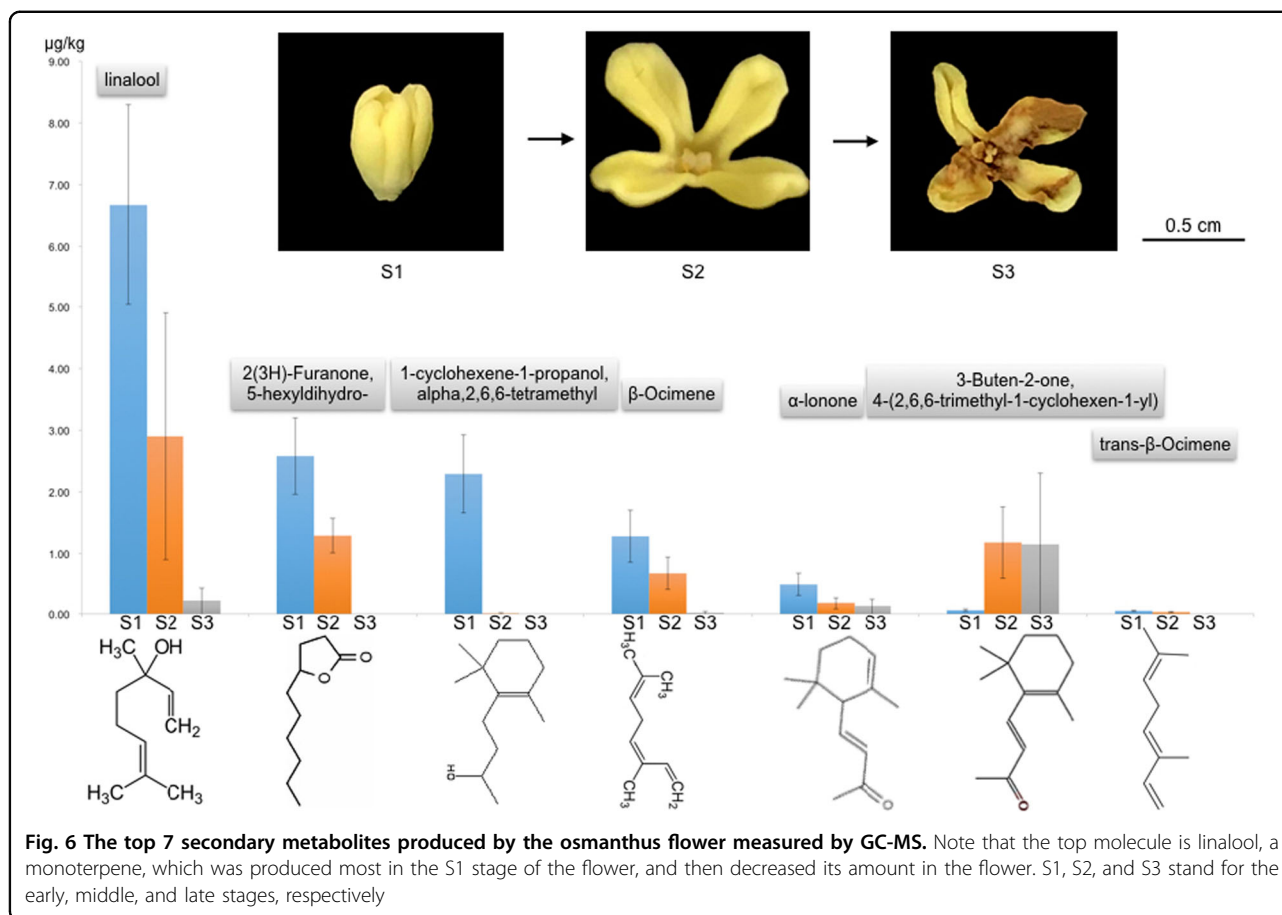 µg/kg
9.00
8.00
7.00
6.00
5.00
4.00
3.00
2.00
1.00
0.00
linalool
S1
S2
S3
0.5 cm
2(3H)-Furanone,
5-hexyldihydro-
1-cyclohexene-1-propanol,
alpha,2,6,6-tetramethyl
β-Ocimene
α-Ionone
3-Buten-2-one,
4-(2,6,6-trimethyl-1-cyclohexen-1-yl)
trans-β-Ocimene
S1 S2 S3
S1 S2 S3
S1 S2 S3
S1 S2 S3
S1 S2 S3
S1 S2 S3
S1 S2 S3
H₃C OH
CH₂
H₃C CH₃
O
O
HO
H₃C
CH₃
CH₃
CH₂
O
O
Fig. 6 The top 7 secondary metabolites produced by the osmanthus flower measured by GC-MS. Note that the top molecule is linalool, a
monoterpene, which was produced most in the S1 stage of the flower, and then decreased its amount in the flower. S1, S2, and S3 stand for the
early, middle, and late stages, respectively